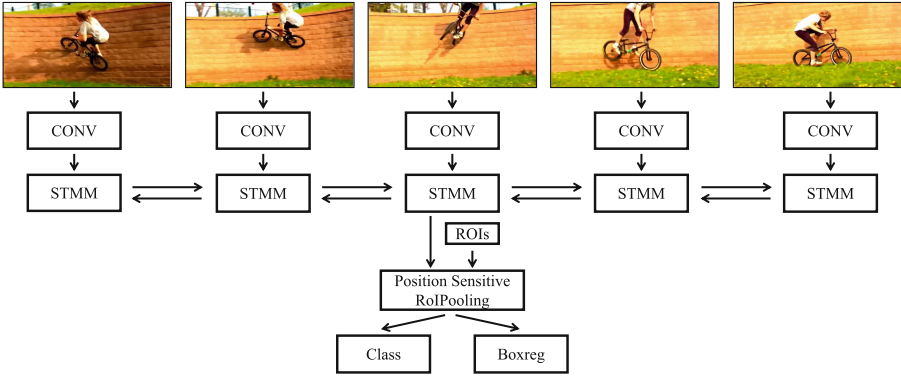 CONV CONV CONV CONV CONV
STMM STMM STMM STMM STMM
ROIs
Position Sensitive
RoIPooling
Class Boxreg